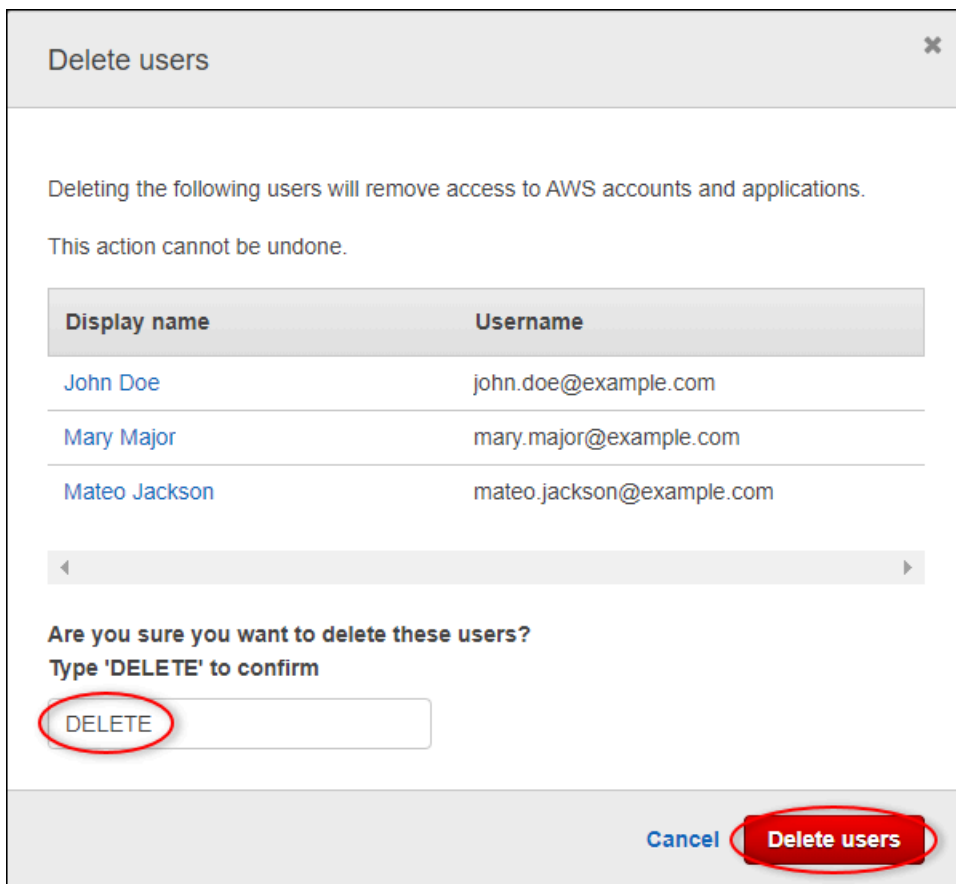 Delete users
Deleting the following users will remove access to AWS accounts and applications.
This action cannot be undone.
Display name Username
John Doe john.doe@example.com
Mary Major mary.major@example.com
Mateo Jackson mateo.jackson@example.com
Are you sure you want to delete these users?
Type 'DELETE' to confirm
DELETE
Cancel Delete users